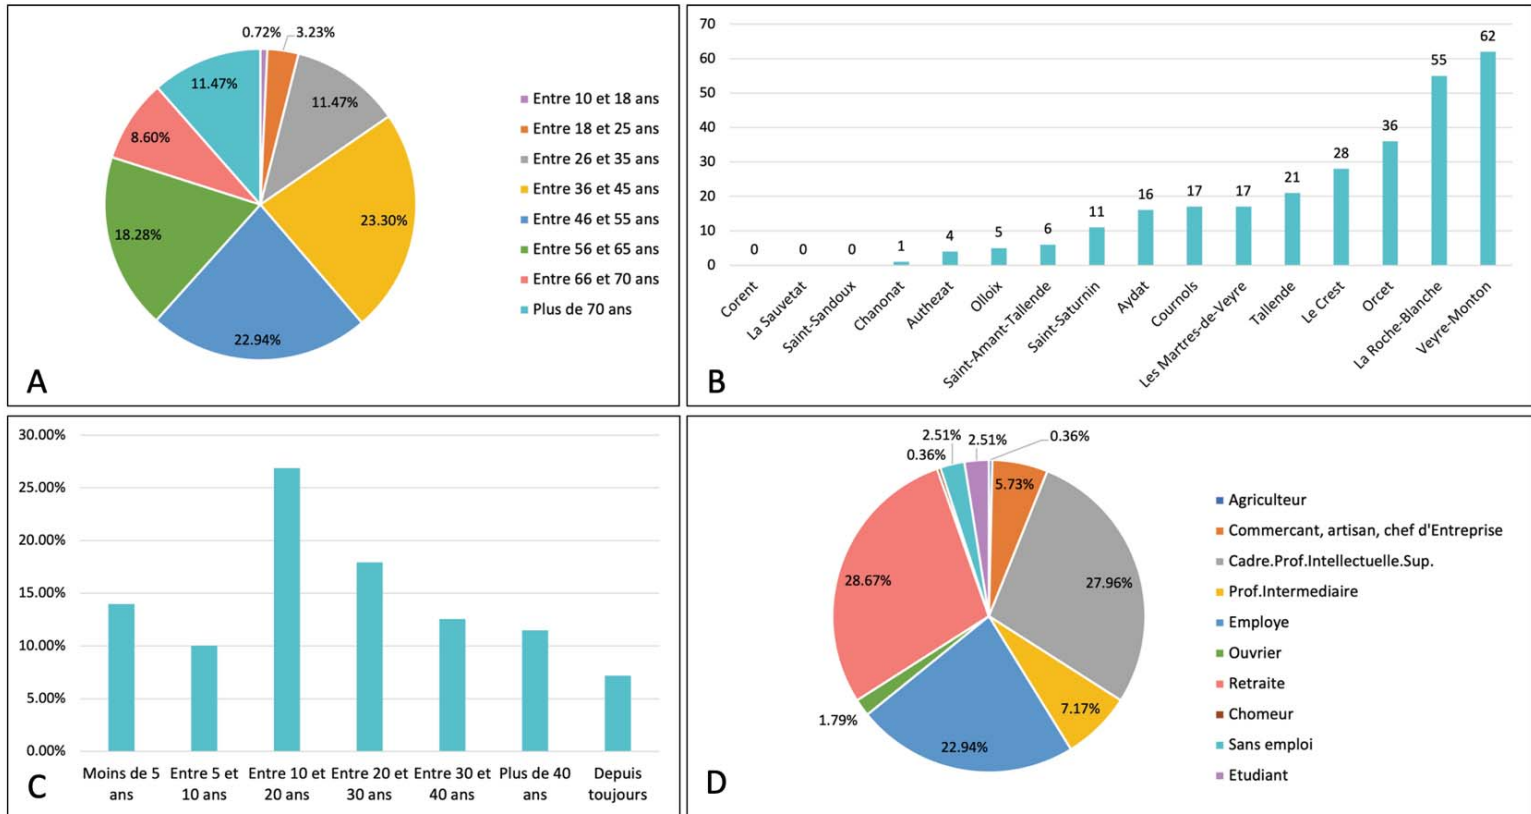 0.72%
3.23%
11.47%
11.47%
8.60%
23.30%
18.28%
22.94%
Entre 10 et 18 ans
Entre 18 et 25 ans
Entre 26 et 35 ans
Entre 36 et 45 ans
Entre 46 et 55 ans
Entre 56 et 65 ans
Entre 66 et 70 ans
Plus de 70 ans
A
70
60
50
40
30
20
10
0
0
0
0
1
4
5
6
11
16
17
17
21
28
36
55
62
Corent
La Sauvetat
Saint-Sandoux
Chanonat
Authezat
Olloix
Saint-Amant-Tallende
Saint-Saturnin
Aydat
Cournols
Les Martres-de-Veyre
Tallende
Le Crest
Orcet
La Roche-Blanche
Veyre-Monton
B
30.00%
25.00%
20.00%
15.00%
10.00%
5.00%
0.00%
Moins de 5
ans
Entre 5 et
10 ans
Entre 10 et
20 ans
Entre 20 et
30 ans
Entre 30 et
40 ans
Plus de 40
ans
Depuis
toujours
C
2.51%
2.51%
0.36%
0.36%
5.73%
28.67%
27.96%
7.17%
1.79%
22.94%
Agriculteur
Commercant, artisan, chef d'Entreprise
Cadre.Prof.Intellectuelle.Sup.
Prof.Intermediaire
Employe
Ouvrier
Retraite
Chomeur
Sans emploi
Etudiant
D